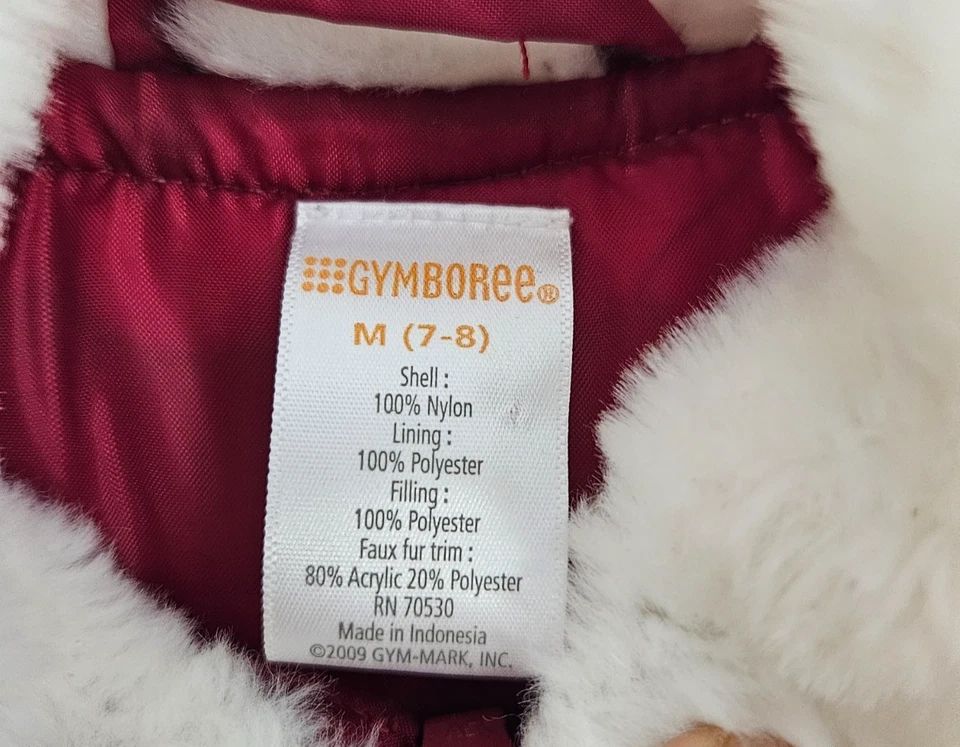 GYMBOREE®
M (7-8)
Shell :
100% Nylon
Lining :
100% Polyester
Filling :
100% Polyester
Faux fur trim :
80% Acrylic 20% Polyester
RN 70530
Made in Indonesia
©2009 GYM-MARK, INC.